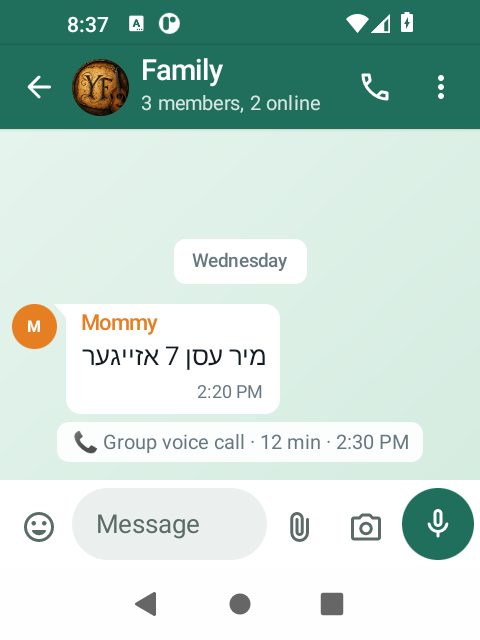 8:37
A
YF
Family
3 members, 2 online
Wednesday
M
Mommy
מיר עסן 7 אזייגער
2:20 PM
Group voice call · 12 min · 2:30 PM
Message